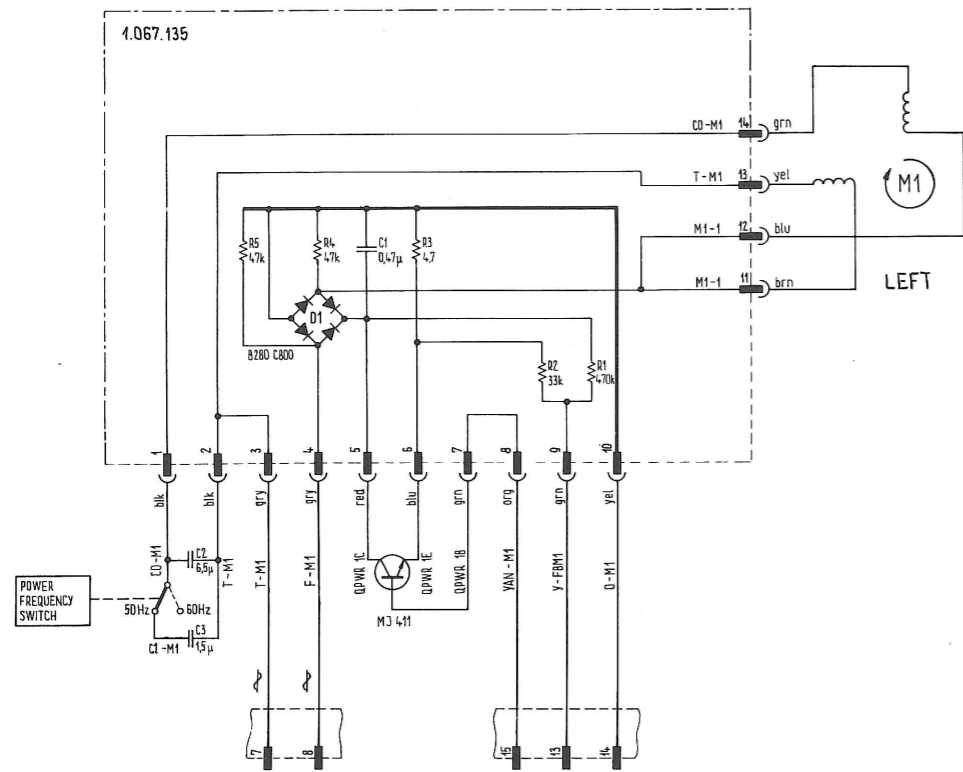 1.067.135
CO-M1
14
grn
T-M1
13
yel
M1
M1-1
12
blu
M1-1
11
brn
LEFT
R5
47k
R4
47k
C1
0,47µ
R3
4,7
D1
B280 C800
R2
33k
R1
470k
1
2
3
4
5
6
7
8
9
10
blk
blk
gry
gry
red
blu
grn
org
grn
yel
CO-M1
C2
6,5µ
T-M1
T-M1
F-M1
QPWR 1C
QPWR 1E
QPWR 1B
YAN-M1
Y-FBM1
0-M1
MJ 411
POWER
FREQUENCY
SWITCH
50Hz
60Hz
C3
1,5µ
C1-M1
7
8
15
13
14